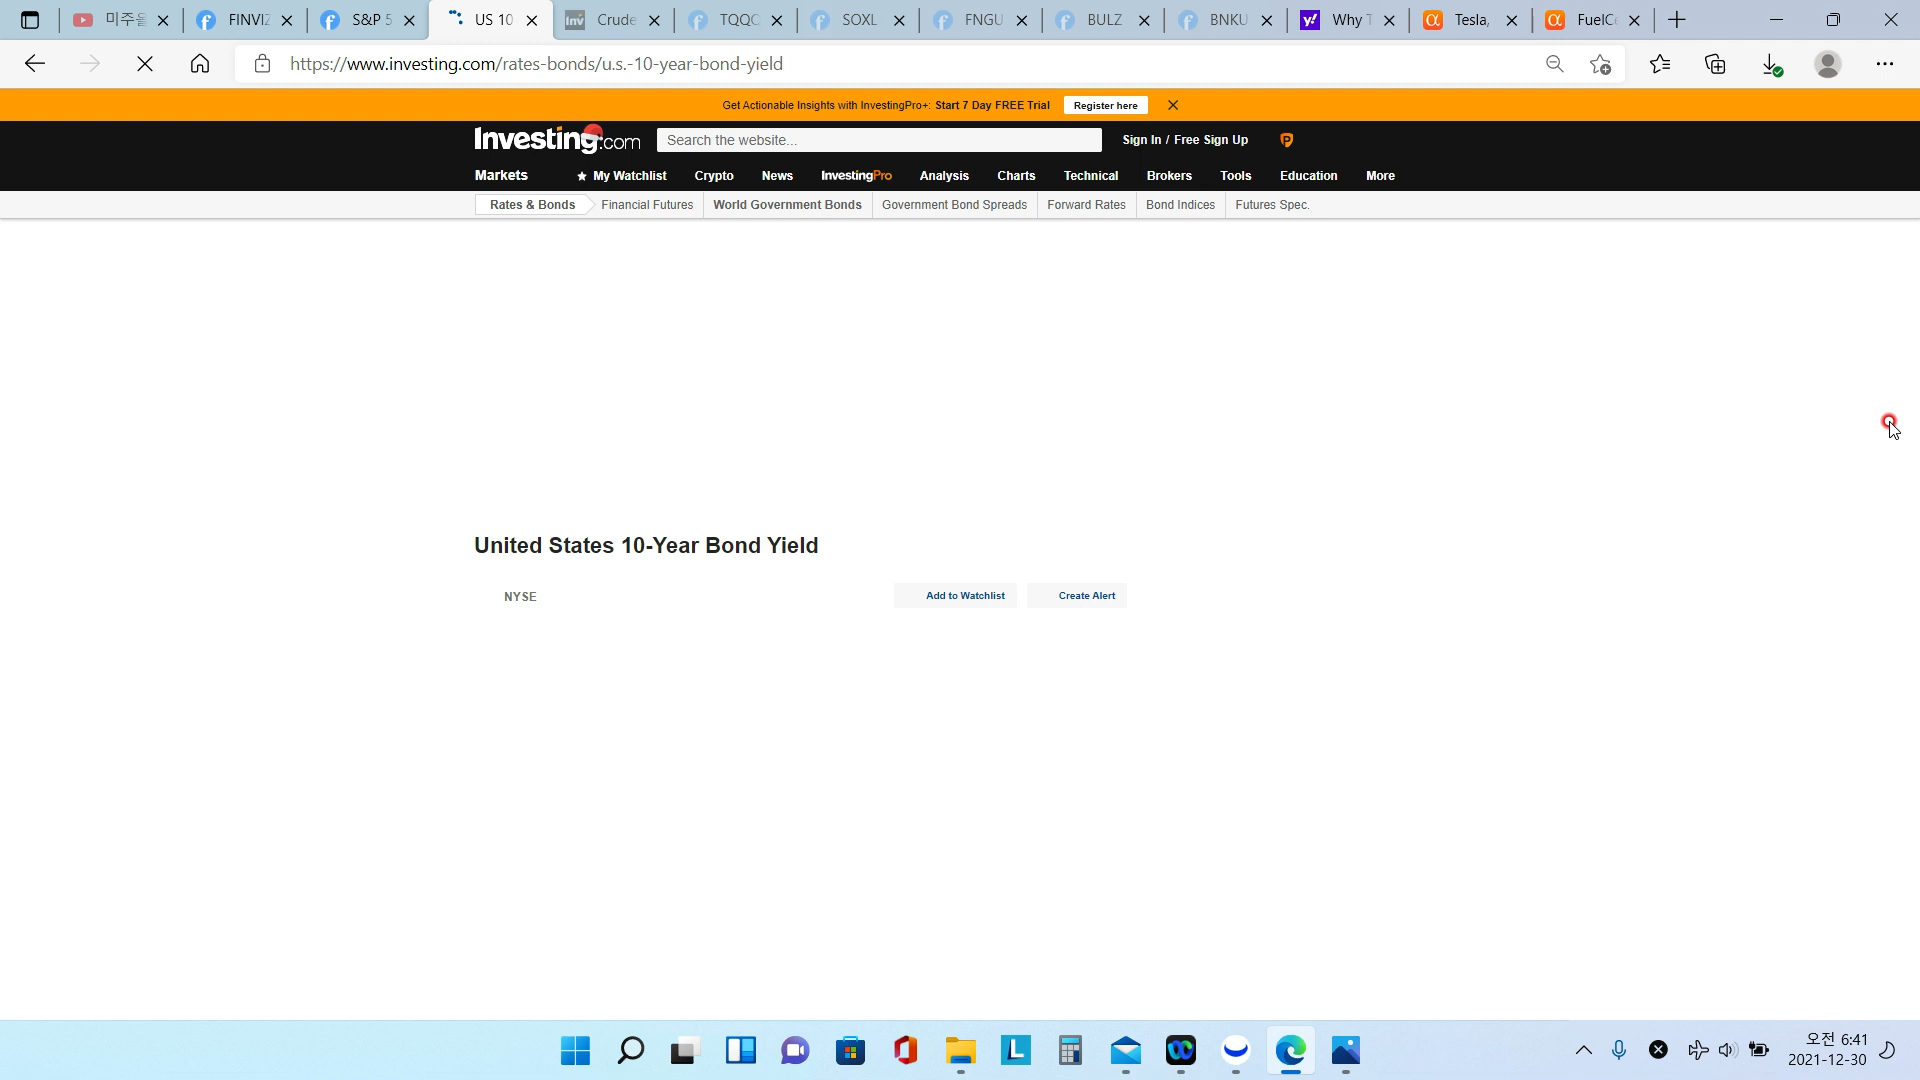 미주 FINVIZ S&P 5 US 10 Crude TQQQ SOXL FNGU BULZ BNKU Why T Tesla, FuelCe
https://www.investing.com/rates-bonds/u.s.-10-year-bond-yield
Get Actionable Insights with InvestingPro+: Start 7 Day FREE Trial Register here
Investing.com Search the website... Sign In / Free Sign Up
Markets My Watchlist Crypto News InvestingPro Analysis Charts Technical Brokers Tools Education More
Rates & Bonds Financial Futures World Government Bonds Government Bond Spreads Forward Rates Bond Indices Futures Spec.
United States 10-Year Bond Yield
NYSE Add to Watchlist Create Alert
오전 6:41
2021-12-30